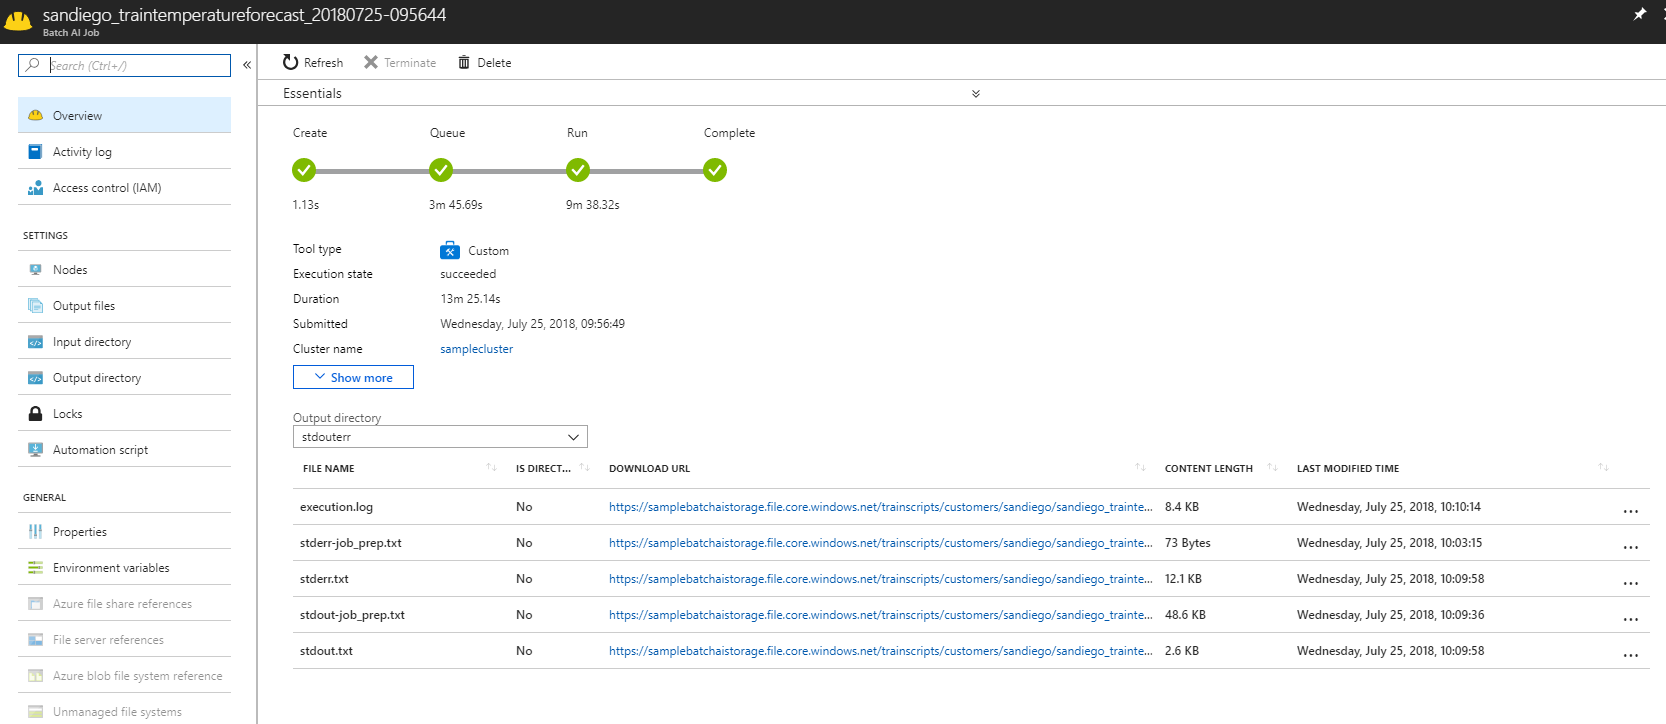 sandiego_traintemperatureforecast_20180725-095644
Batch AI Job
Search (Ctrl+/)
«
Refresh
Terminate
Delete
Essentials
Overview
Activity log
Access control (IAM)
SETTINGS
Nodes
Output files
Input directory
Output directory
Locks
Automation script
GENERAL
Properties
Environment variables
Azure file share references
File server references
Azure blob file system reference
Unmanaged file systems
Create Queue Run Complete
1.13s 3m 45.69s 9m 38.32s
Tool type Custom
Execution state succeeded
Duration 13m 25.14s
Submitted Wednesday, July 25, 2018, 09:56:49
Cluster name samplecluster
Show more
Output directory
stdouterr
FILE NAME IS DIRECT... DOWNLOAD URL CONTENT LENGTH LAST MODIFIED TIME
execution.log No https://samplebatchaistorage.file.core.windows.net/trainscripts/customers/sandiego/sandiego_trainte... 8.4 KB Wednesday, July 25, 2018, 10:10:14 ...
stderr-job_prep.txt No https://samplebatchaistorage.file.core.windows.net/trainscripts/customers/sandiego/sandiego_trainte... 73 Bytes Wednesday, July 25, 2018, 10:03:15 ...
stderr.txt No https://samplebatchaistorage.file.core.windows.net/trainscripts/customers/sandiego/sandiego_trainte... 12.1 KB Wednesday, July 25, 2018, 10:09:58 ...
stdout-job_prep.txt No https://samplebatchaistorage.file.core.windows.net/trainscripts/customers/sandiego/sandiego_trainte... 48.6 KB Wednesday, July 25, 2018, 10:09:36 ...
stdout.txt No https://samplebatchaistorage.file.core.windows.net/trainscripts/customers/sandiego/sandiego_trainte... 2.6 KB Wednesday, July 25, 2018, 10:09:58 ...